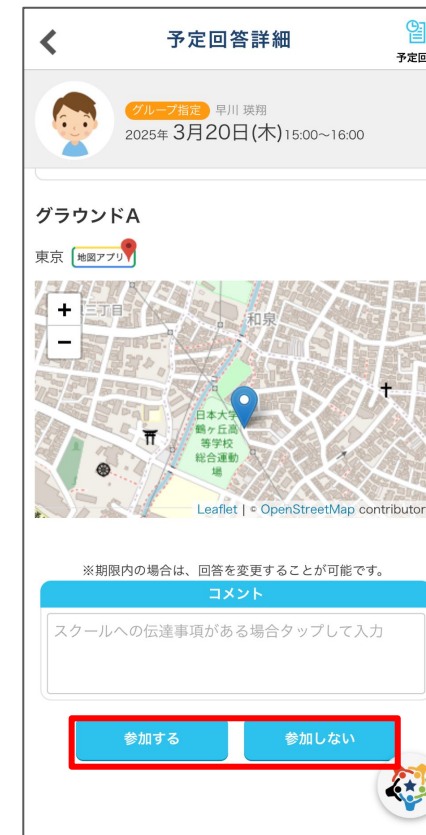 予定回答詳細
予定回
グループ指定 早川 瑛翔
2025年 3月20日(木)15:00~16:00
グラウンドA
東京 地図アプリ
+
三丁目
和泉
−
日本大学
鶴ヶ丘高
等学校
総合運動
場
Leaflet | © OpenStreetMap contributor
※期限内の場合は、回答を変更することが可能です。
コメント
スクールへの伝達事項がある場合タップして入力
参加する
参加しない